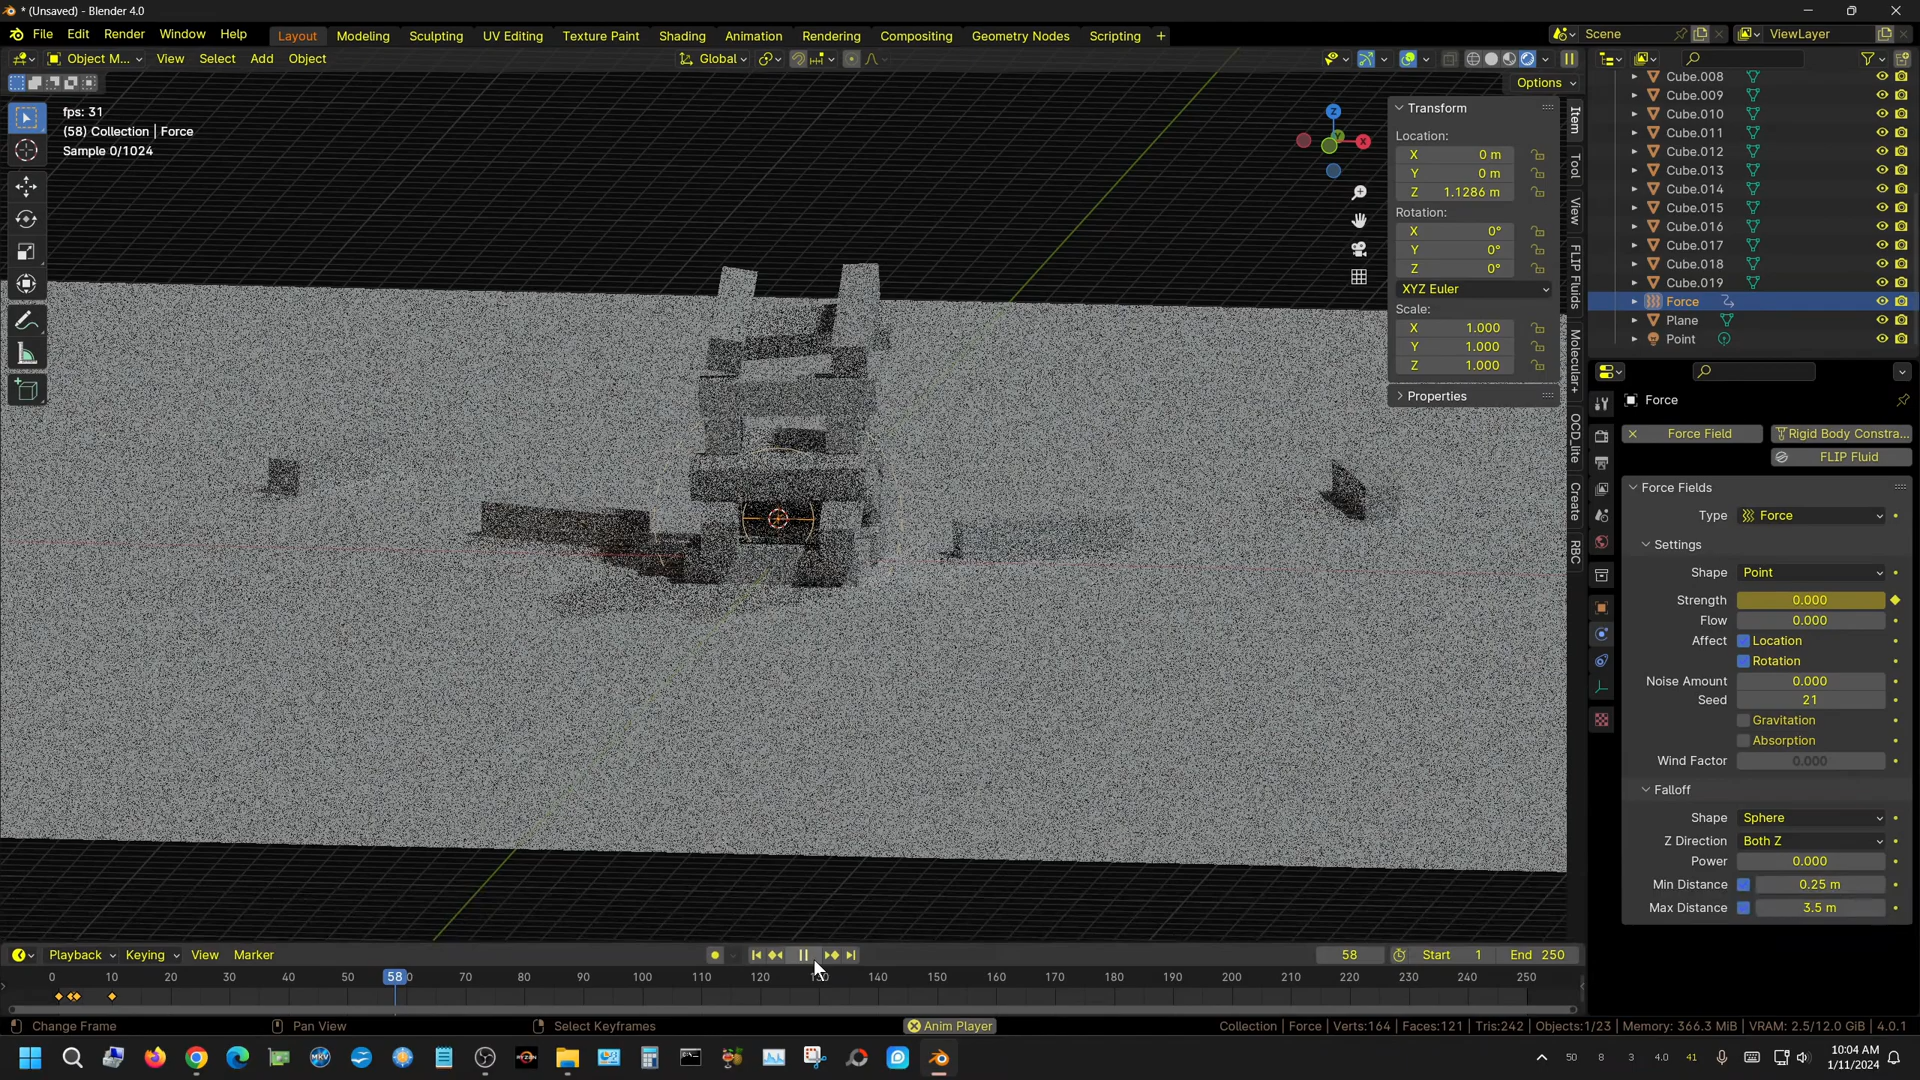 * (Unsaved) - Blender 4.0
File Edit Render Window Help
Layout Modeling Sculpting UV Editing Texture Paint Shading Animation Rendering Compositing Geometry Nodes Scripting +
Scene
ViewLayer
Object M...
View Select Add Object
Global
Options
fps: 31
(58) Collection | Force
Sample 0/1024
Z
X
Y
Transform
Location:
X 0 m
Y 0 m
Z 1.1286 m
Rotation:
X 0°
Y 0°
Z 0°
XYZ Euler
Scale:
X 1.000
Y 1.000
Z 1.000
Properties
Item
Tool
View
FLIP Fluids
Molecular+
OCD_lite
Create
RBC
Cube.008
Cube.009
Cube.010
Cube.011
Cube.012
Cube.013
Cube.014
Cube.015
Cube.016
Cube.017
Cube.018
Cube.019
Force
Plane
Point
Force
Force Field
Rigid Body Constra...
FLIP Fluid
Force Fields
Type Force
Settings
Shape Point
Strength 0.000
Flow 0.000
Affect Location
Rotation
Noise Amount 0.000
Seed 21
Gravitation
Absorption
Wind Factor 0.000
Falloff
Shape Sphere
Z Direction Both Z
Power 0.000
Min Distance 0.25 m
Max Distance 3.5 m
Playback Keying View Marker
58 Start 1 End 250
0 10 20 30 40 50 58 0 70 80 90 100 110 120 130 140 150 160 170 180 190 200 210 220 230 240 250
Change Frame Pan View Select Keyframes
Anim Player
Collection | Force | Verts:164 | Faces:121 | Tris:242 | Objects:1/23 | Memory: 366.3 MiB | VRAM: 2.5/12.0 GiB | 4.0.1
MKV
RYZEN
50 8 3 4.0 41
10:04 AM
1/11/2024